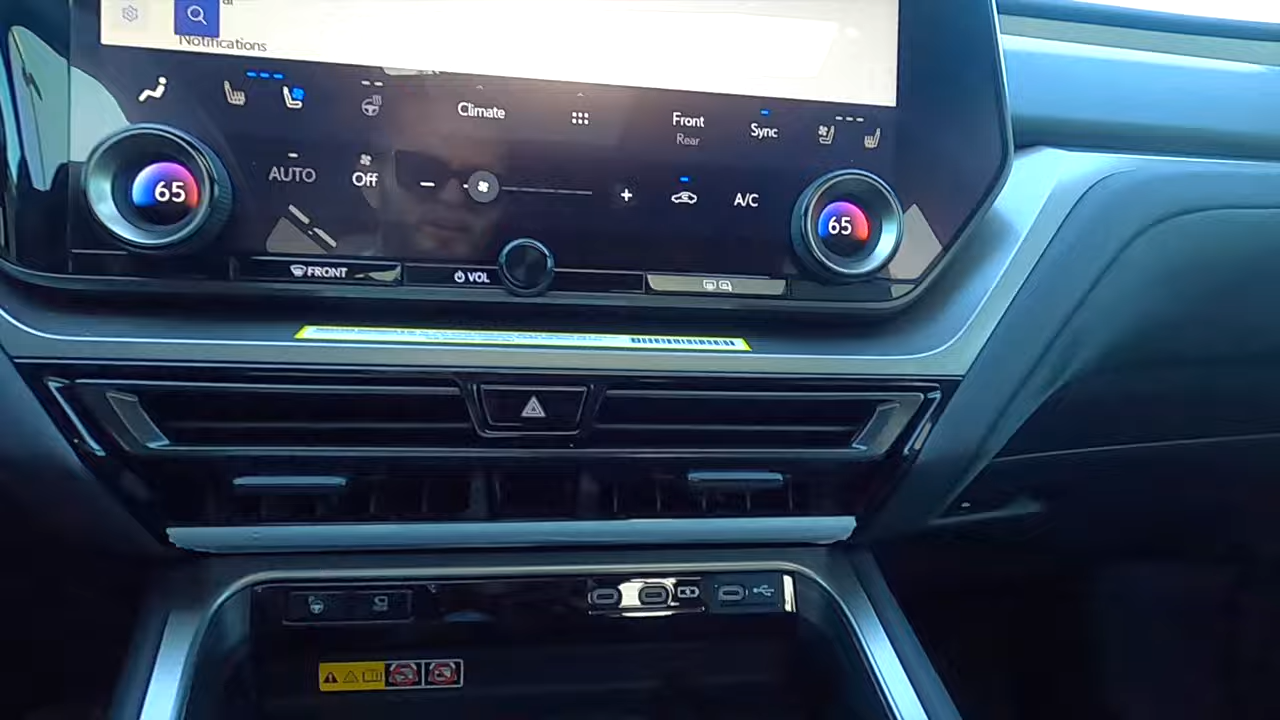 Notifications
Climate
Front
Rear
Sync
AUTO
Off
65
A/C
65
FRONT
VOL